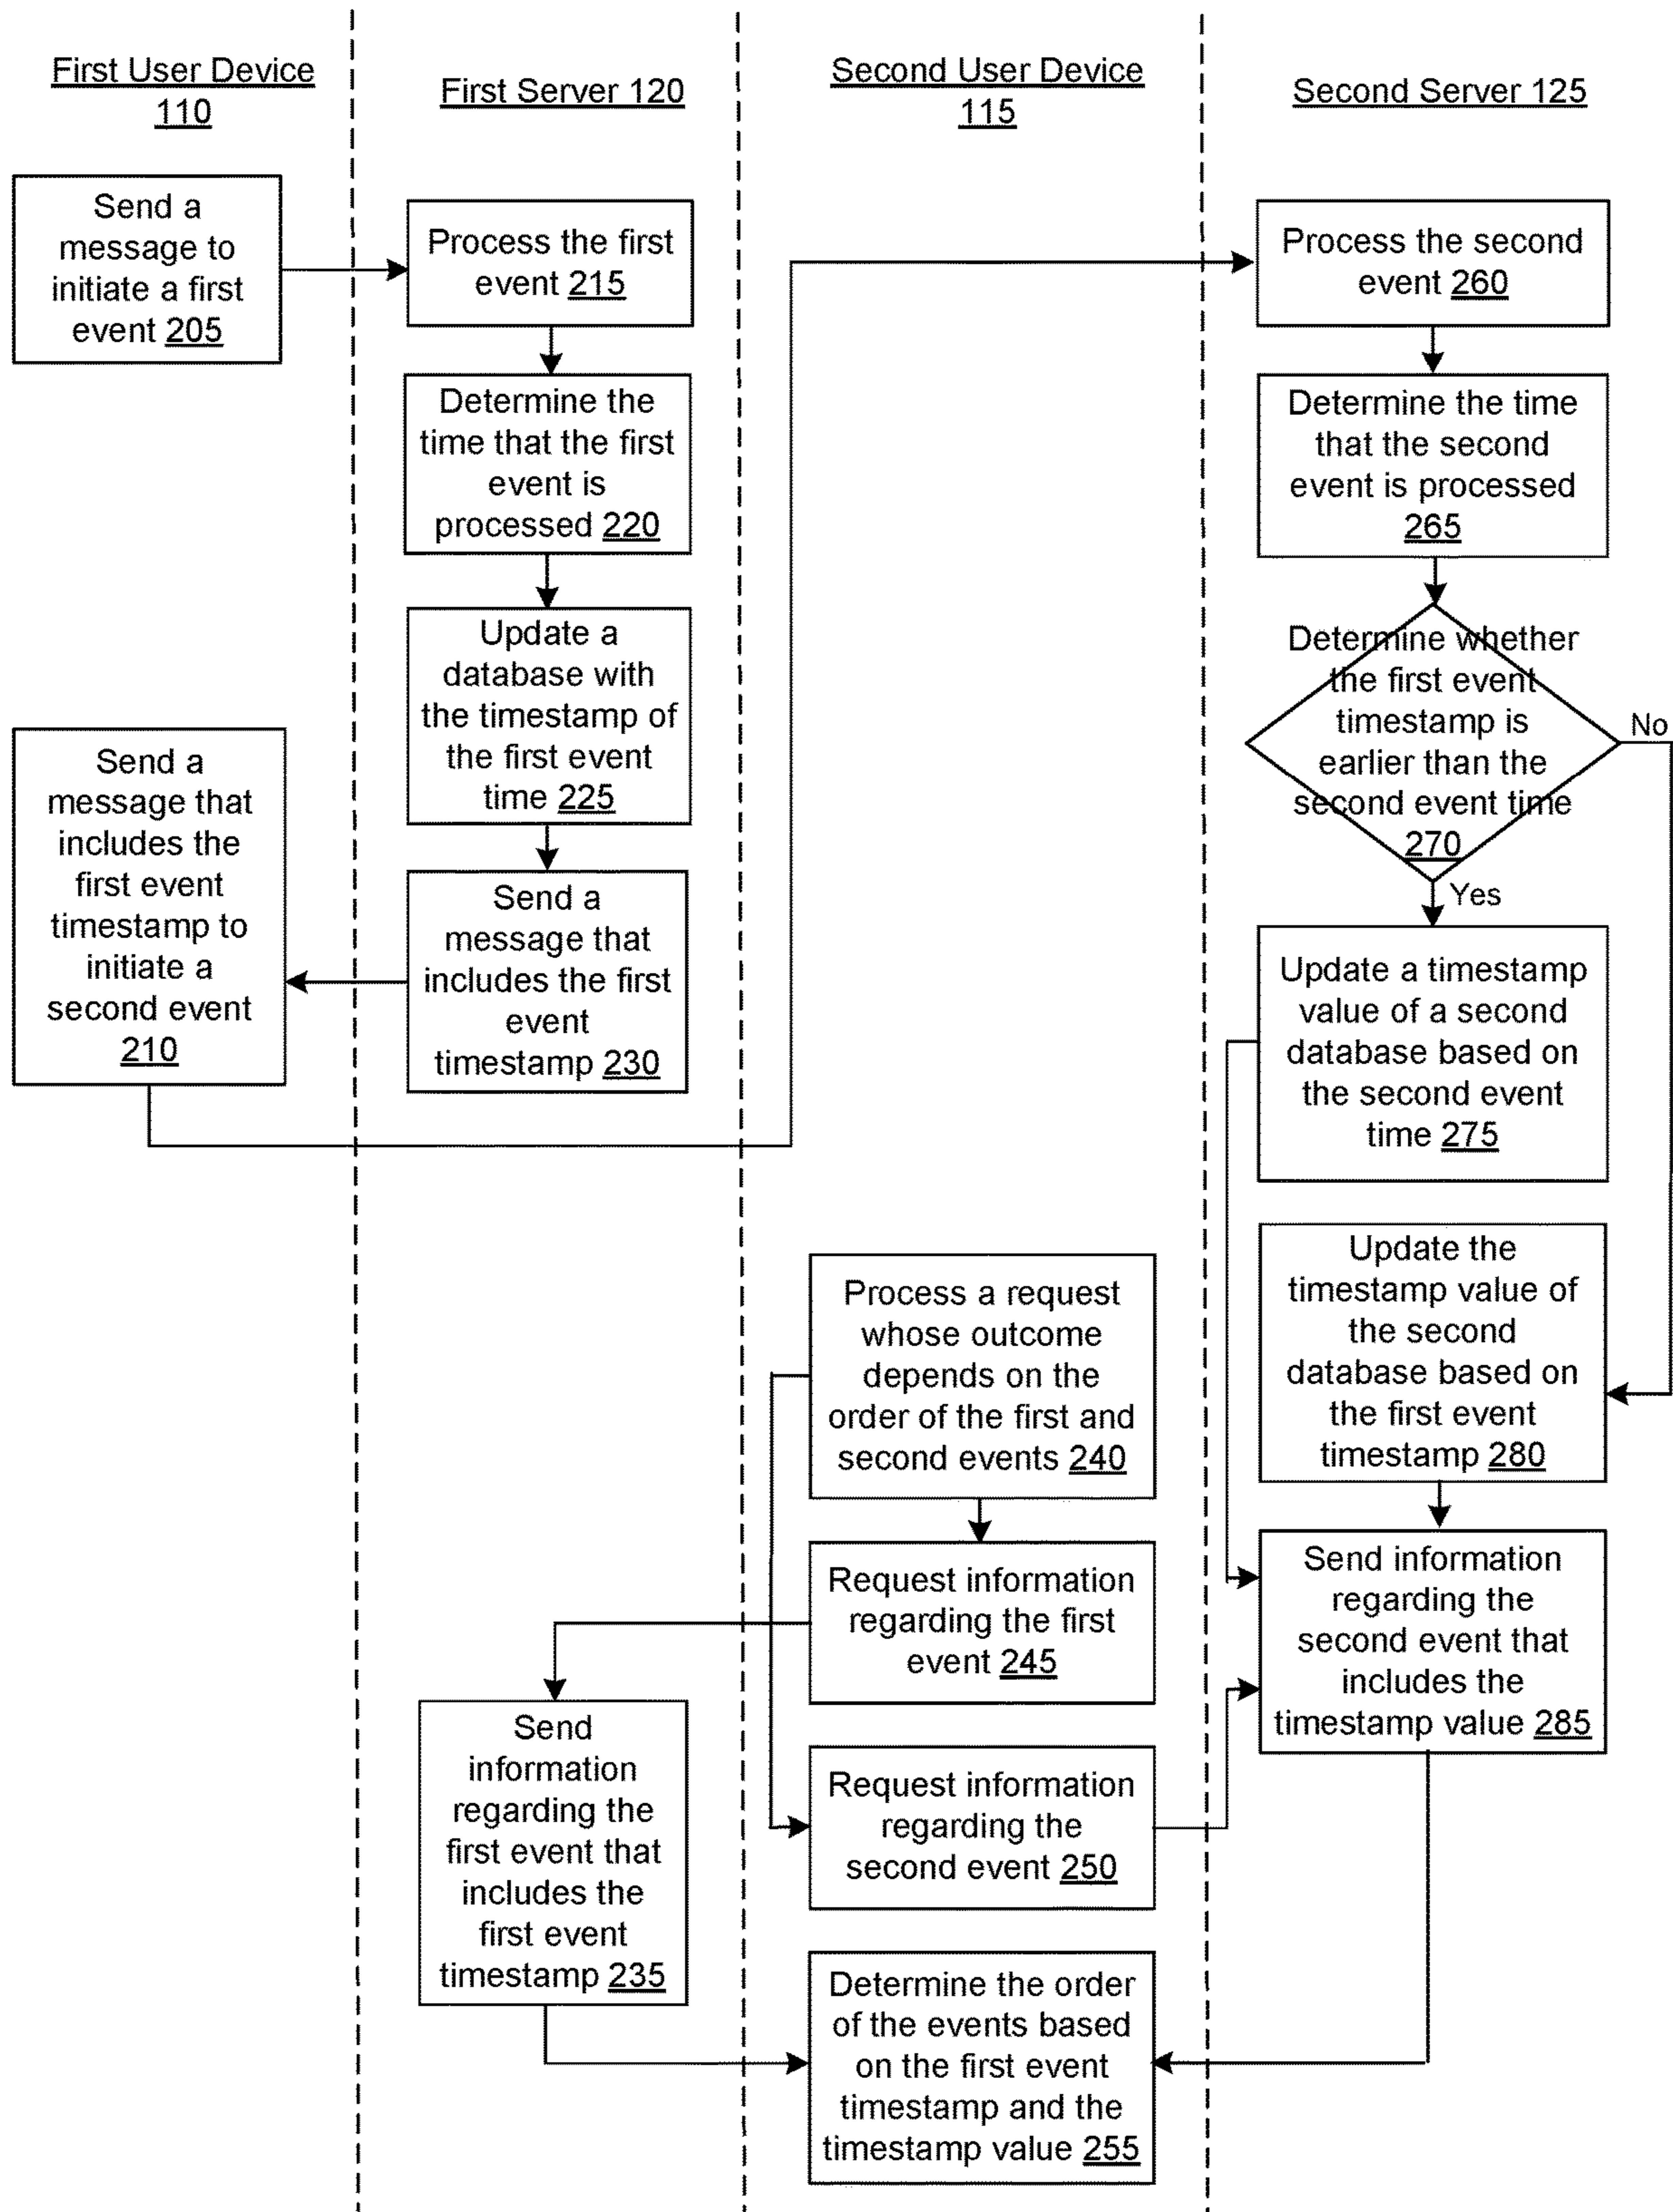 First User Device
110
First Server 120
Second User Device
115
Second Server 125
Send a
message to
initiate a first
event 205
Send a
message that
includes the
first event
timestamp to
initiate a
second event
210
Process the first
event 215
Determine the
time that the first
event is
processed 220
Update a
database with
the timestamp of
the first event
time 225
Send a
message that
includes the first
event
timestamp 230
Send
information
regarding the
first event that
includes the
first event
timestamp 235
Process a request
whose outcome
depends on the
order of the first and
second events 240
Request information
regarding the first
event 245
Request information
regarding the
second event 250
Determine the order
of the events based
on the first event
timestamp and the
timestamp value 255
Process the second
event 260
Determine the time
that the second
event is processed
265
Determine whether
the first event
timestamp is
earlier than the
second event time
270
No
Yes
Update a timestamp
value of a second
database based on
the second event
time 275
Update the
timestamp value of
the second
database based on
the first event
timestamp 280
Send information
regarding the
second event that
includes the
timestamp value 285